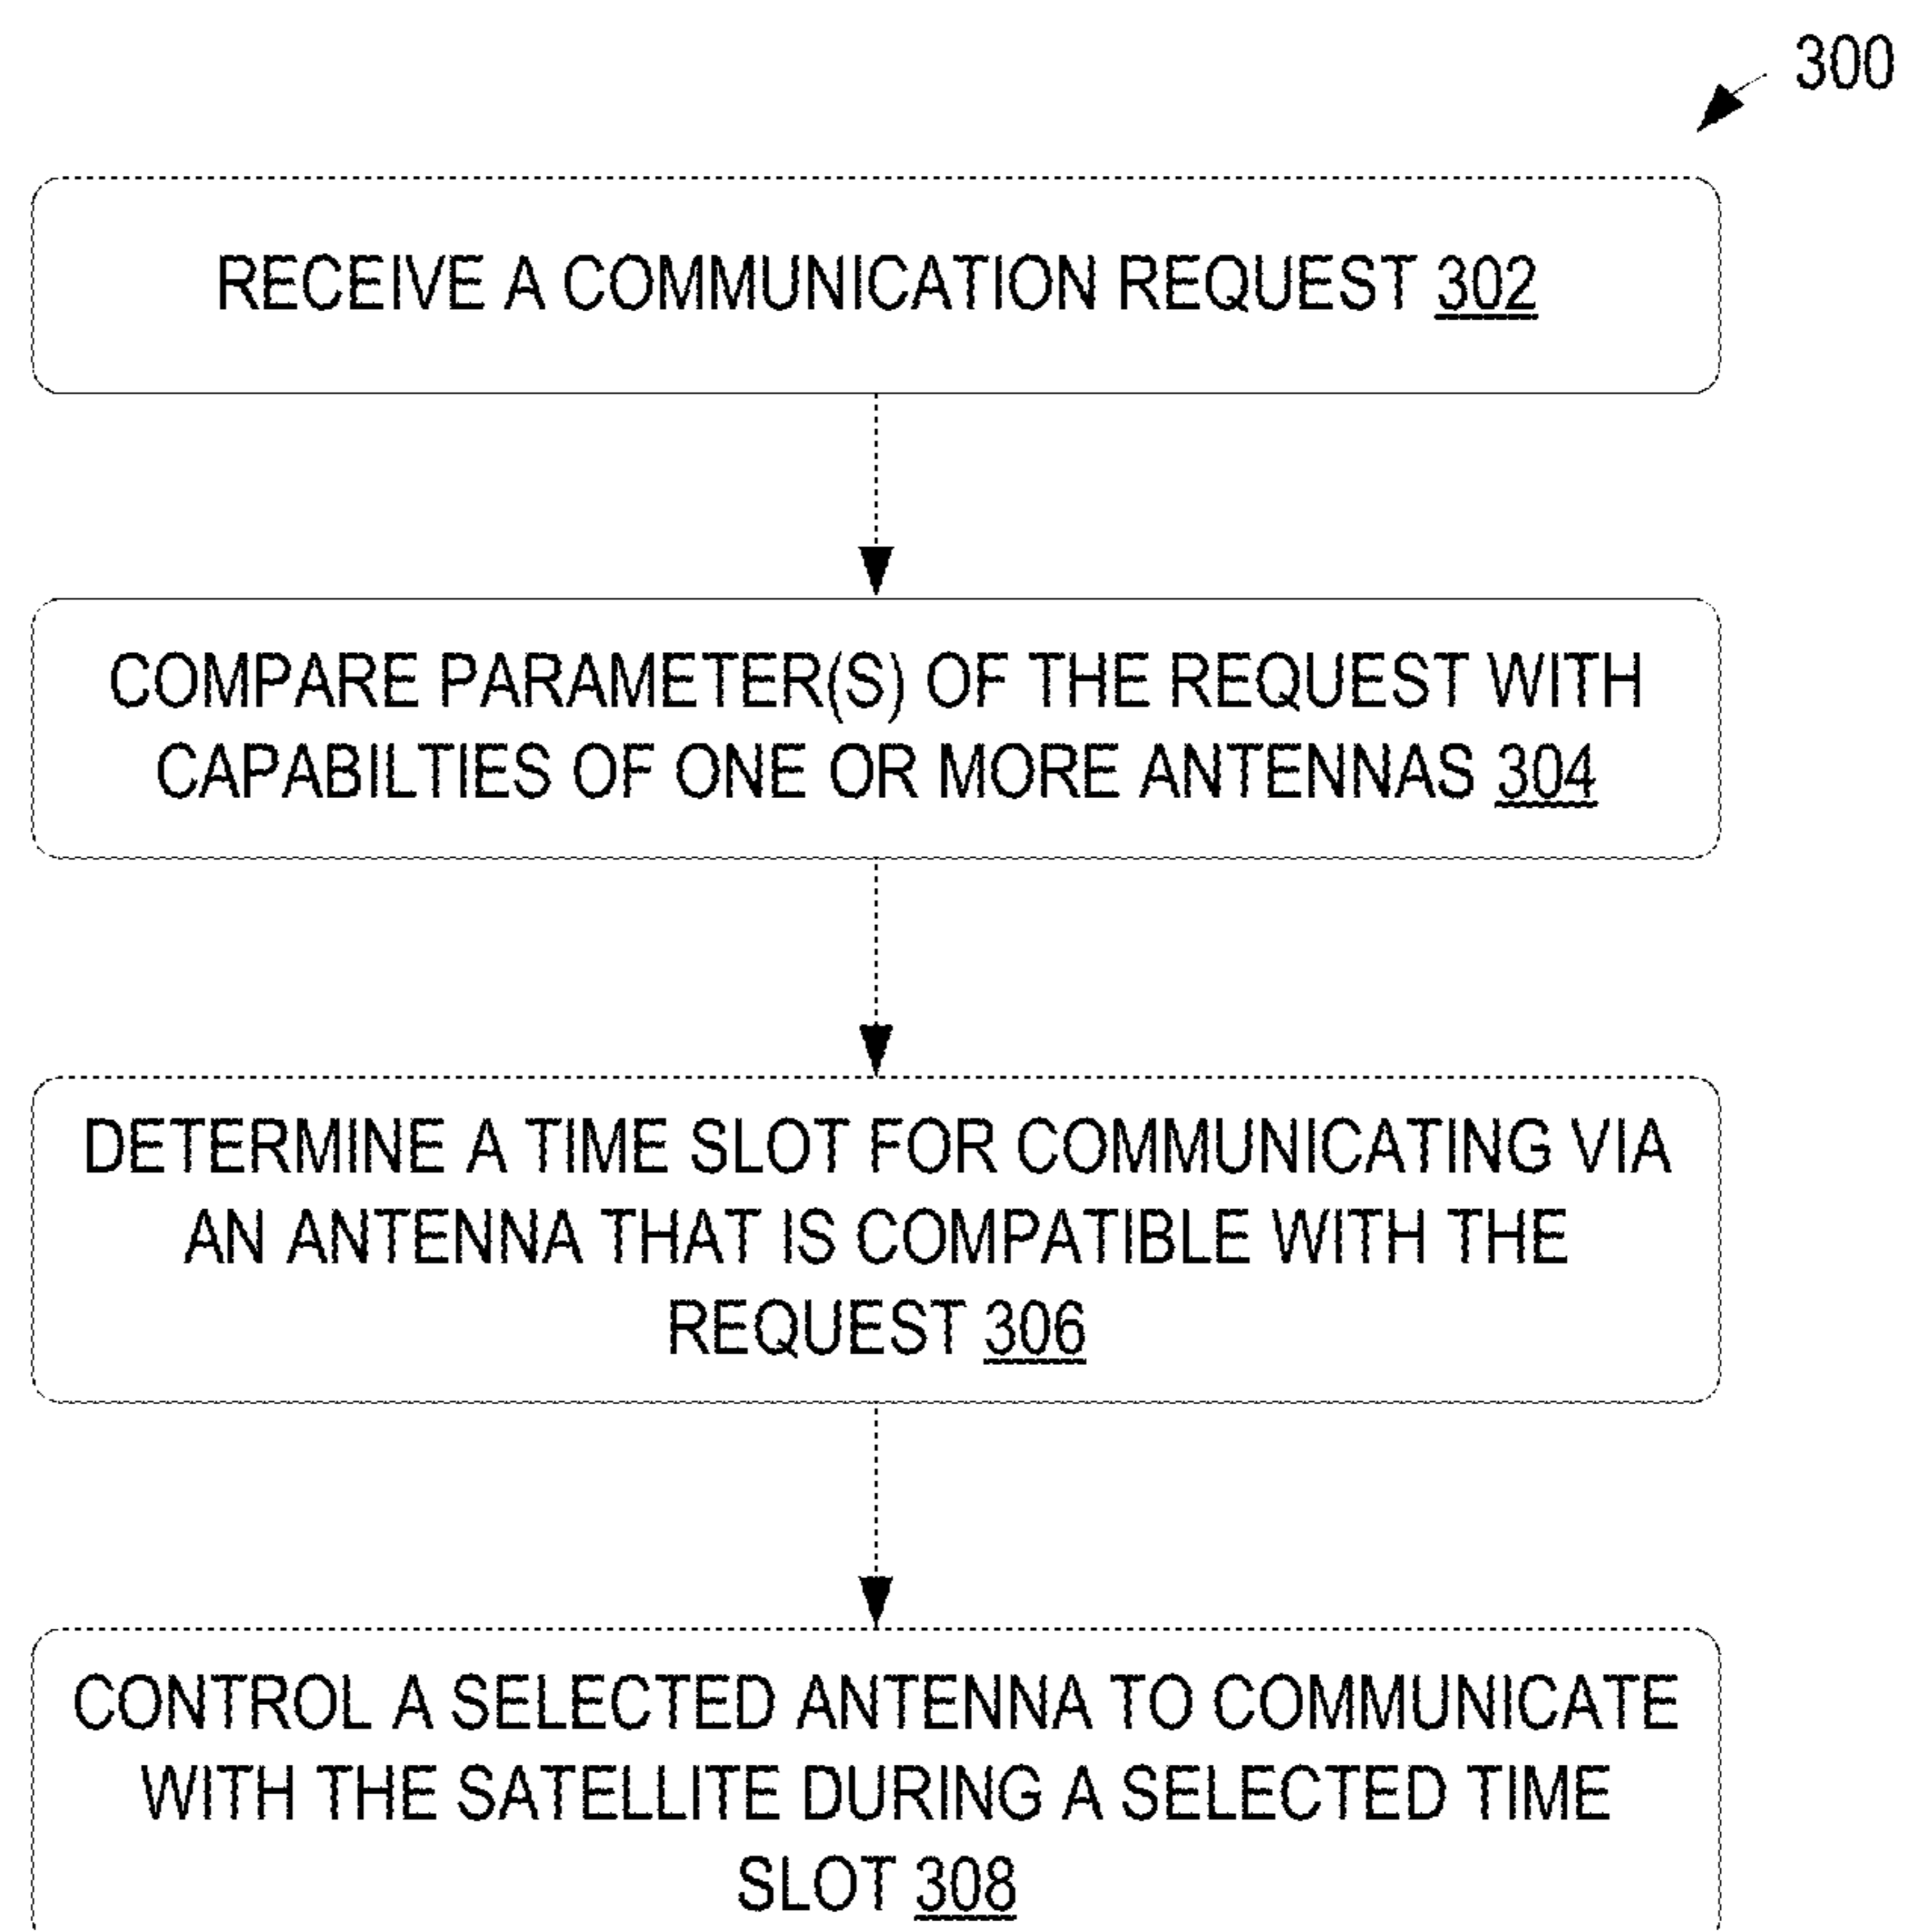 300
RECEIVE A COMMUNICATION REQUEST 302
COMPARE PARAMETER(S) OF THE REQUEST WITH
CAPABILTIES OF ONE OR MORE ANTENNAS 304
DETERMINE A TIME SLOT FOR COMMUNICATING VIA
AN ANTENNA THAT IS COMPATIBLE WITH THE
REQUEST 306
CONTROL A SELECTED ANTENNA TO COMMUNICATE
WITH THE SATELLITE DURING A SELECTED TIME
SLOT 308